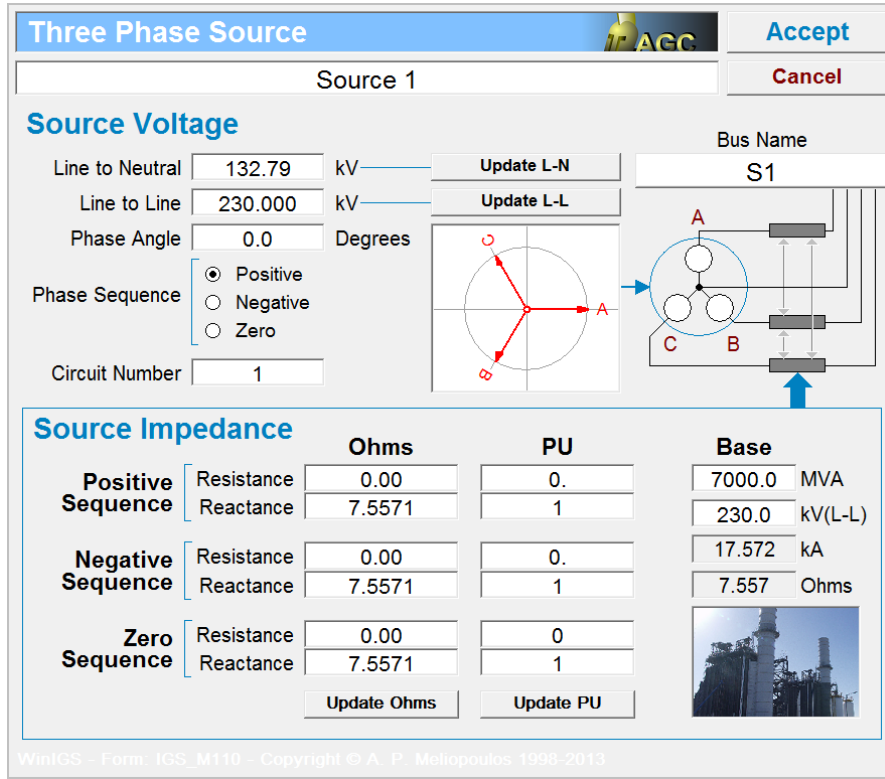 Three Phase Source
AGC
Accept
Source 1
Cancel
Source Voltage
Bus Name
S1
Line to Neutral 132.79 kV Update L-N
Line to Line 230.000 kV Update L-L
Phase Angle 0.0 Degrees
Phase Sequence
Positive
Negative
Zero
Circuit Number 1
C
A
B
A
C
B
Source Impedance
Ohms PU Base
Positive Sequence
Resistance 0.00 0. 7000.0 MVA
Reactance 7.5571 1 230.0 kV(L-L)
Negative Sequence
17.572 kA
Resistance 0.00 0.
Reactance 7.5571 1 7.557 Ohms
Zero Sequence
Resistance 0.00 0
Reactance 7.5571 1
Update Ohms Update PU
WinIGS - Form: IGS_M110 - Copyright © A. P. Meliopoulos 1998-2013